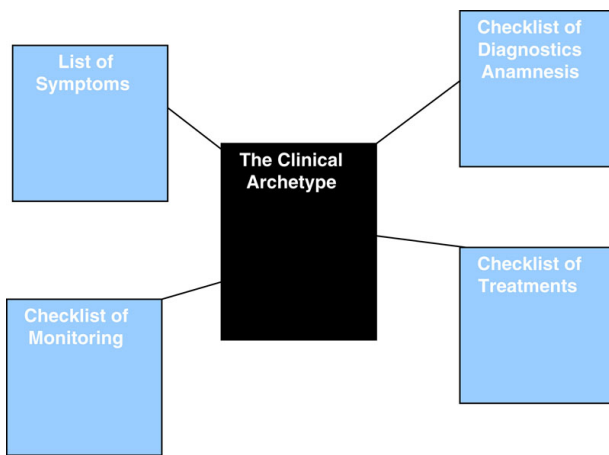 List of
Symptoms
Checklist of
Diagnostics
Anamnesis
The Clinical
Archetype
Checklist of
Treatments
Checklist of
Monitoring